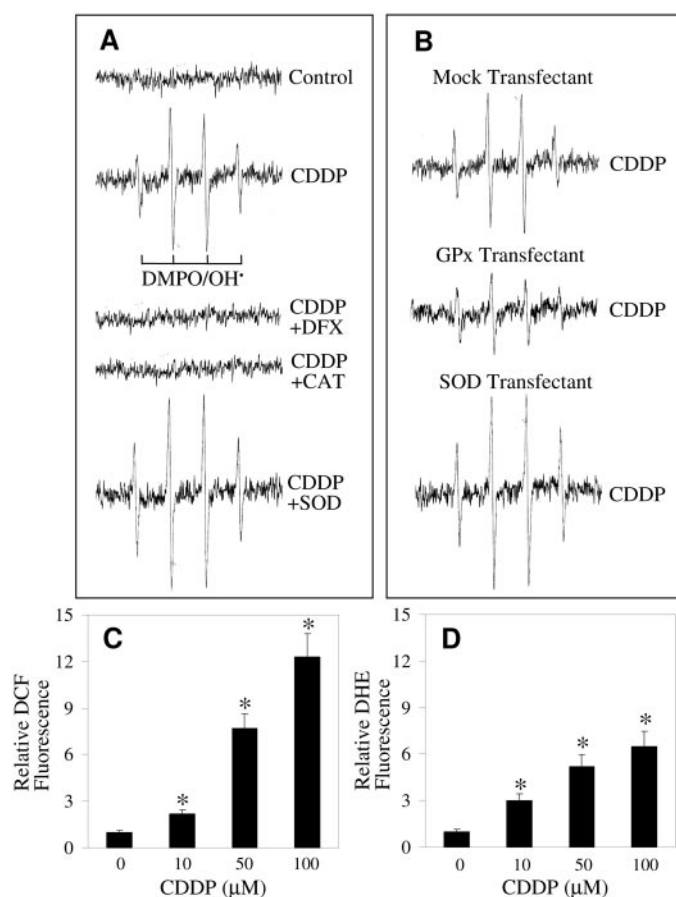 A
Control
CDDP
DMPO/OH•
CDDP
+DFX
CDDP
+CAT
CDDP
+SOD
B
Mock Transfectant
CDDP
GPx Transfectant
CDDP
SOD Transfectant
CDDP
C
Relative DCF
Fluorescence
15
12
9
6
3
0
*
*
*
0 10 50 100
CDDP (μM)
D
Relative DHE
Fluorescence
15
12
9
6
3
0
*
*
*
0 10 50 100
CDDP (μM)